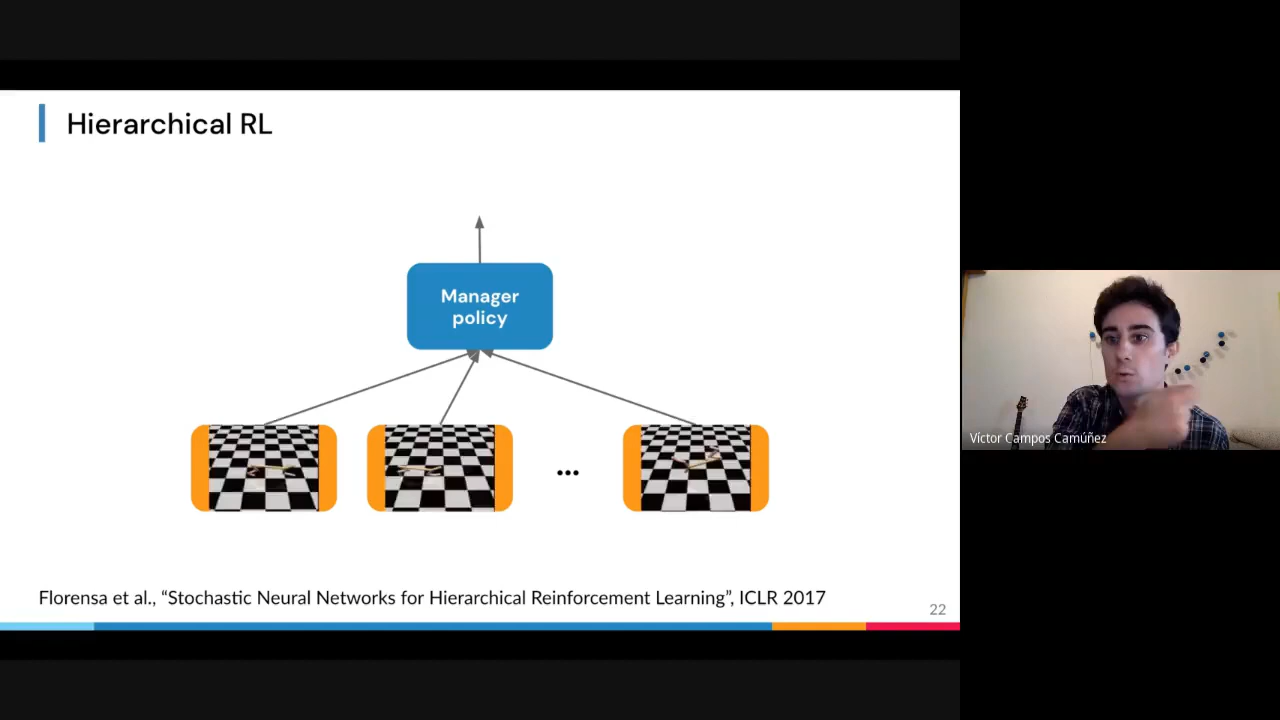 Hierarchical RL
Manager
policy
...
Florensa et al., “Stochastic Neural Networks for Hierarchical Reinforcement Learning”, ICLR 2017
22
Víctor Campos Camúñez